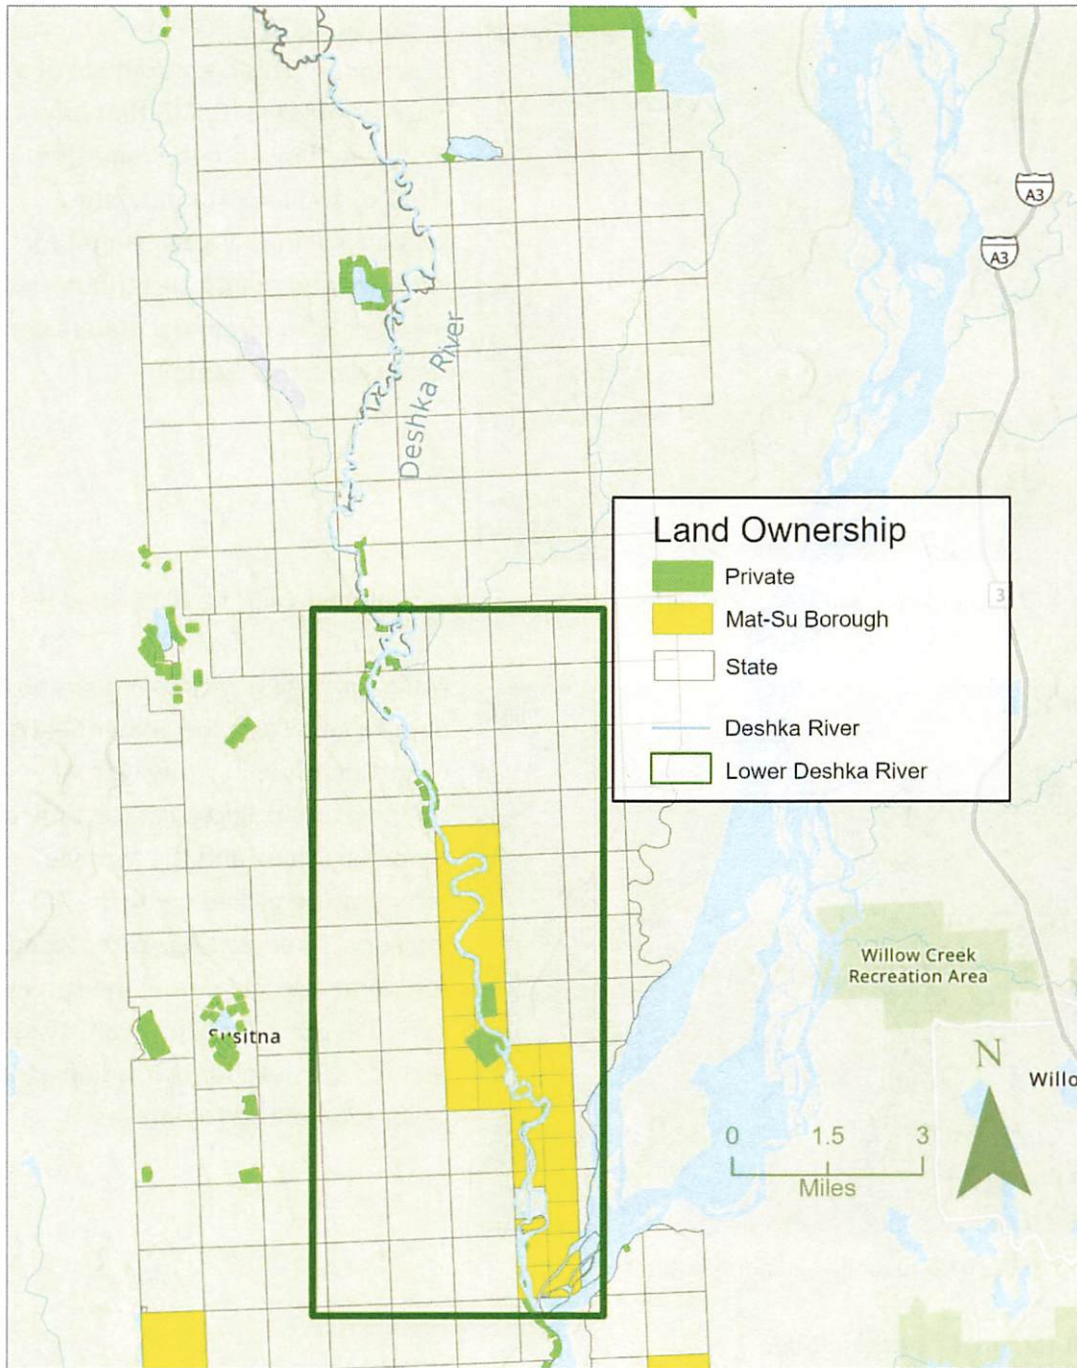 A3
A3
Deshka River
Land Ownership
Private
Mat-Su Borough
State
Deshka River
Lower Deshka River
3
Willow Creek
Recreation Area
Susitna
N
Willo
0 1.5 3
Miles